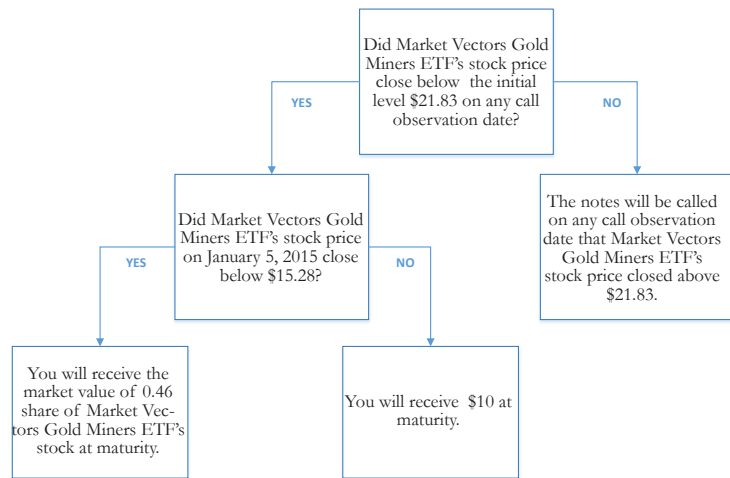 Did Market Vectors Gold
Miners ETF's stock price
close below the initial
level $21.83 on any call
observation date?
YES
NO
Did Market Vectors Gold
Miners ETF's stock price
on January 5, 2015 close
below $15.28?
The notes will be called
on any call observation
date that Market Vectors
Gold Miners ETF's
stock price closed above
$21.83.
YES
NO
You will receive the
market value of 0.46
share of Market Vec-
tors Gold Miners ETF's
stock at maturity.
You will receive $10 at
maturity.